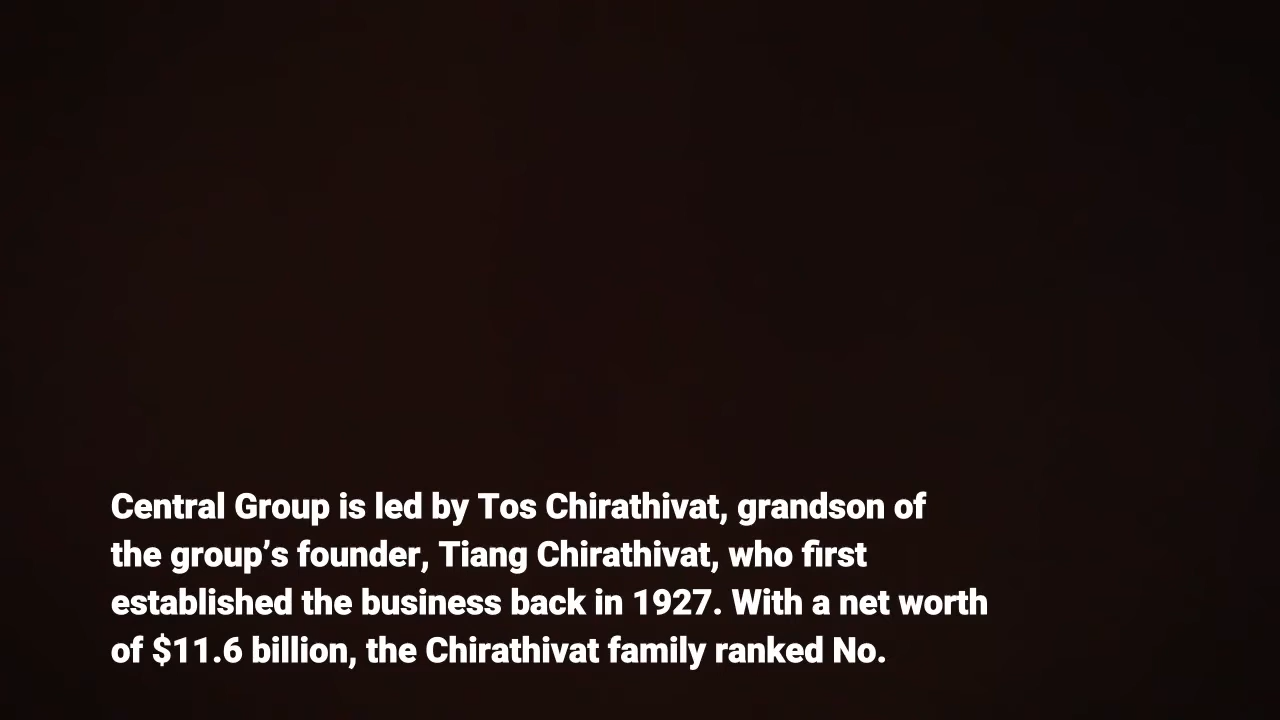 Central Group is led by Tos Chirathivat, grandson of
the group’s founder, Tiang Chirathivat, who first
established the business back in 1927. With a net worth
of $11.6 billion, the Chirathivat family ranked No.